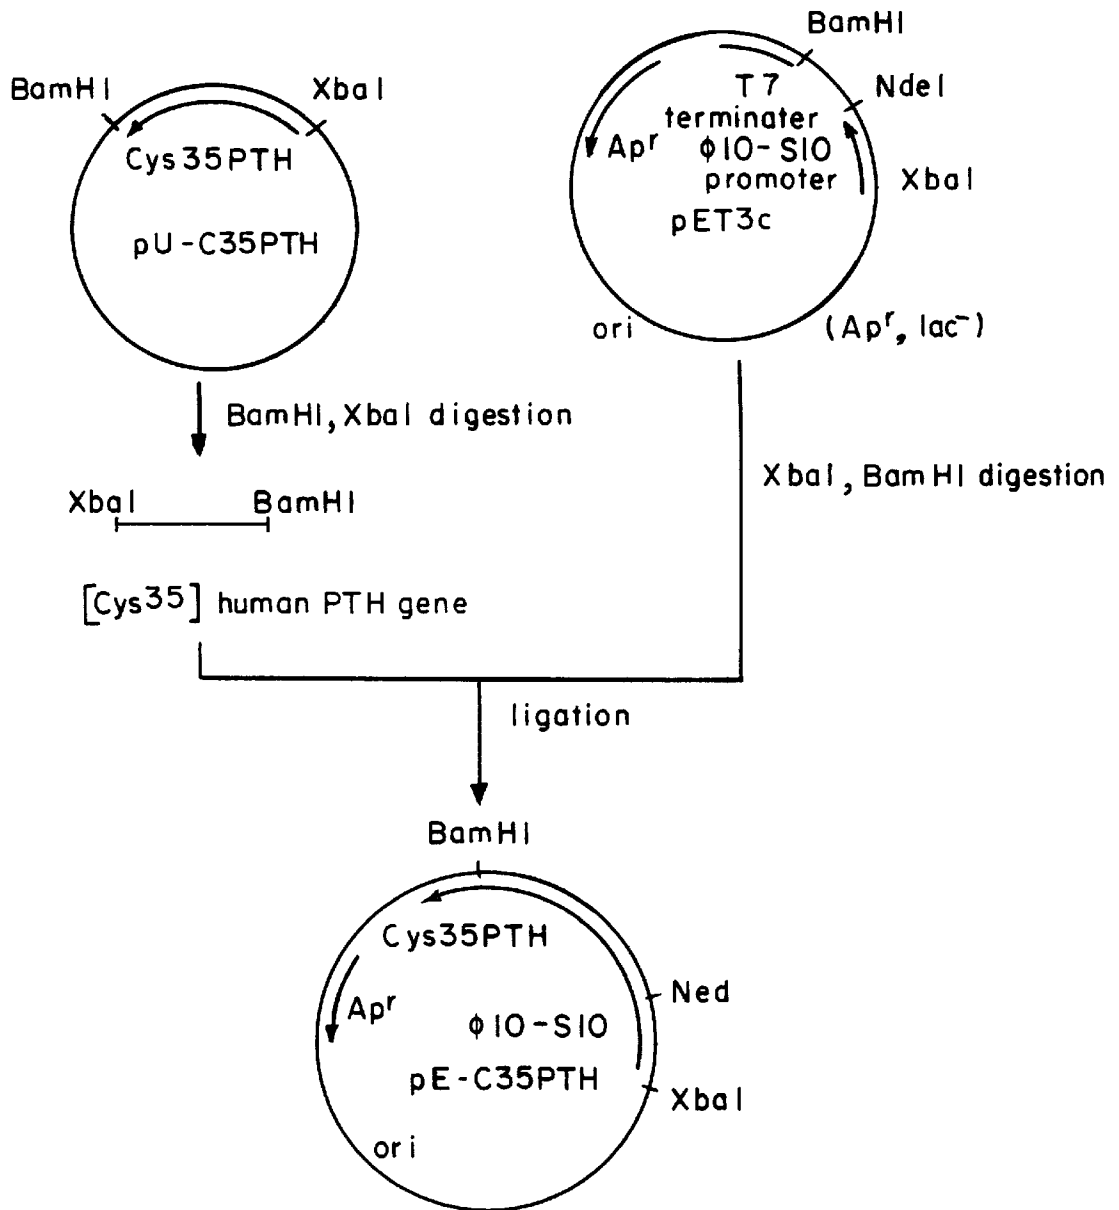 BamHI
XbaI
Cys35PTH
pU-C35PTH
BamHI
NdeI
T7
terminater
Apʳ
φ10-S10
promoter
XbaI
pET3c
ori
(Apʳ, lac⁻)
BamHI, XbaI digestion
XbaI, BamHI digestion
XbaI
BamHI
[Cys35] human PTH gene
ligation
BamHI
Cys35PTH
Apʳ
Ned
φ10-S10
pE-C35PTH
XbaI
ori